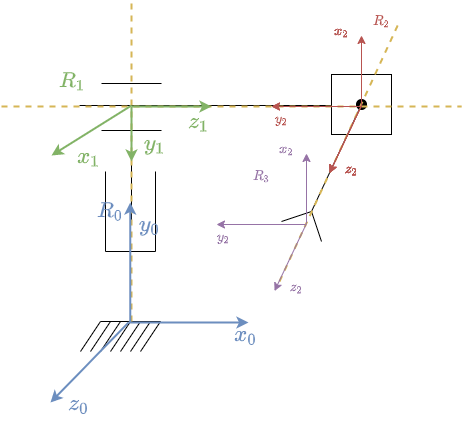 R₂
x₂
R₁
z₁
y₂
y₁
x₁
x₂
z₂
R₃
R₀
y₀
y₂
z₂
x₀
z₀